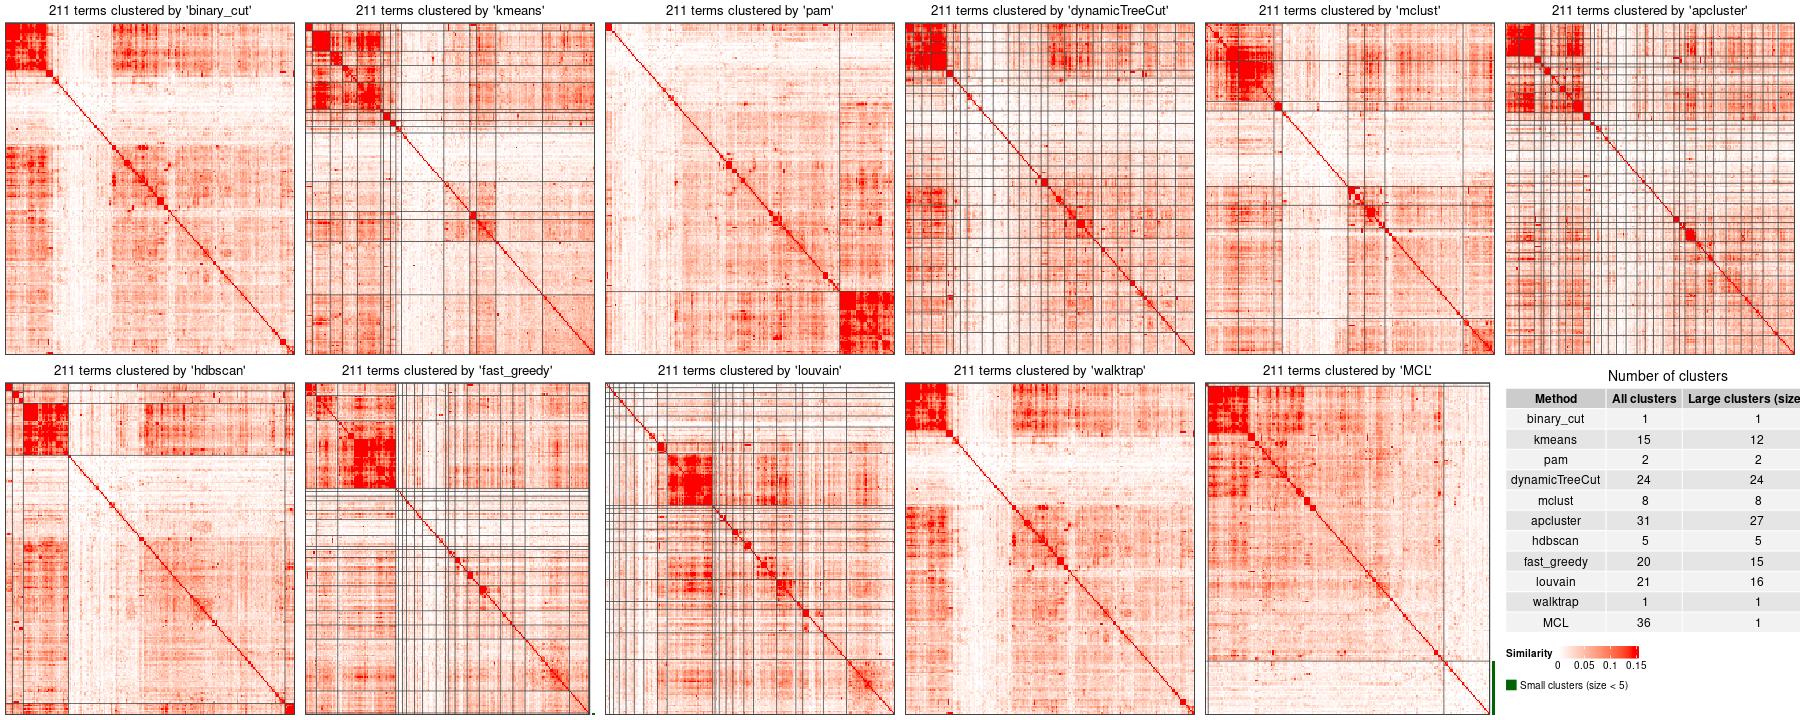 211 terms clustered by 'binary_cut'
211 terms clustered by 'kmeans'
211 terms clustered by 'pam'
211 terms clustered by 'dynamicTreeCut'
211 terms clustered by 'mclust'
211 terms clustered by 'apcluster'
211 terms clustered by 'hdbscan'
211 terms clustered by 'fast_greedy'
211 terms clustered by 'louvain'
211 terms clustered by 'walktrap'
211 terms clustered by 'MCL'
Number of clusters
Method All clusters Large clusters (size
binary_cut 1 1
kmeans 15 12
pam 2 2
dynamicTreeCut 24 24
mclust 8 8
apcluster 31 27
hdbscan 5 5
fast_greedy 20 15
louvain 21 16
walktrap 1 1
MCL 36 1
Similarity
0 0.05 0.1 0.15
Small clusters (size < 5)